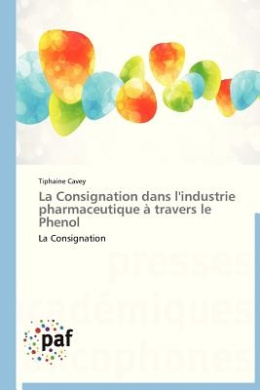 Tiphaine Cavey
La Consignation dans l'industrie
pharmaceutique à travers le
Phenol
La Consignation
presses
académiques
francophones
paf